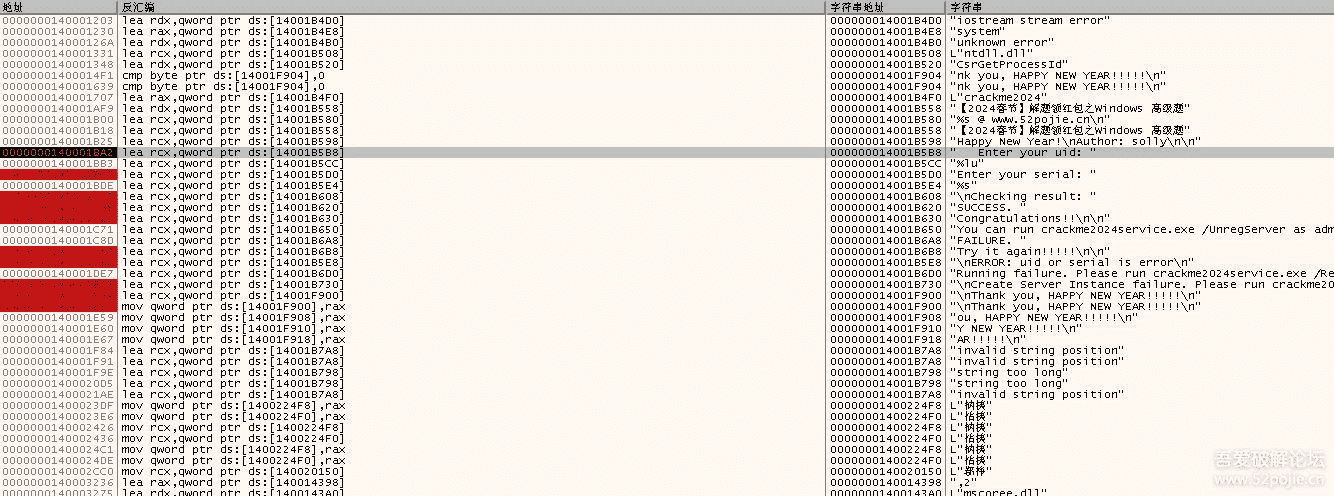 地址 反汇编 字符串地址 字符串
0000000140001203 lea rdx,qword ptr ds:[14001B4D0] 000000014001B4D0 "iostream stream error"
0000000140001230 lea rax,qword ptr ds:[14001B4E8] 000000014001B4E8 "system"
000000014000126A lea rdx,qword ptr ds:[14001B4B0] 000000014001B4B0 "unknown error"
0000000140001331 lea rcx,qword ptr ds:[14001B508] 000000014001B508 L"ntdll.dll"
0000000140001348 lea rdx,qword ptr ds:[14001B520] 000000014001B520 "CsrGetProcessId"
00000001400014F1 cmp byte ptr ds:[14001F904],0 000000014001F904 "nk you, HAPPY NEW YEAR!!!!!\n"
0000000140001639 cmp byte ptr ds:[14001F904],0 000000014001F904 "nk you, HAPPY NEW YEAR!!!!!\n"
0000000140001707 lea rax,qword ptr ds:[14001B4F0] 000000014001B4F0 L"crackme2024"
0000000140001AF9 lea rdx,qword ptr ds:[14001B558] 000000014001B558 "【2024春节】解题领红包之Windows 高级题"
0000000140001B00 lea rcx,qword ptr ds:[14001B580] 000000014001B580 "%s @ www.52pojie.cn\n"
0000000140001B18 lea rcx,qword ptr ds:[14001B558] 000000014001B558 "【2024春节】解题领红包之Windows 高级题"
0000000140001B25 lea rcx,qword ptr ds:[14001B598] 000000014001B598 "Happy New Year!\nAuthor: solly\n\n"
0000000140001BA2 lea rcx,qword ptr ds:[14001B5B8] 000000014001B5B8 "   Enter your uid: "
0000000140001BB3 lea rcx,qword ptr ds:[14001B5CC] 000000014001B5CC "%lu"
lea rcx,qword ptr ds:[14001B5D0] 000000014001B5D0 "Enter your serial: "
0000000140001BDE lea rcx,qword ptr ds:[14001B5E4] 000000014001B5E4 "%s"
lea rcx,qword ptr ds:[14001B608] 000000014001B608 "\nChecking result: "
lea rcx,qword ptr ds:[14001B620] 000000014001B620 "SUCCESS. "
lea rcx,qword ptr ds:[14001B630] 000000014001B630 "Congratulations!!\n\n"
0000000140001C71 lea rcx,qword ptr ds:[14001B650] 000000014001B650 "You can run crackme2024service.exe /UnregServer as adm
0000000140001C8D lea rcx,qword ptr ds:[14001B6A8] 000000014001B6A8 "FAILURE. "
lea rcx,qword ptr ds:[14001B6B8] 000000014001B6B8 "Try it again!!!!!\n\n"
lea rcx,qword ptr ds:[14001B5E8] 000000014001B5E8 "\nERROR: uid or serial is error\n"
0000000140001DE7 lea rcx,qword ptr ds:[14001B6D0] 000000014001B6D0 "Running failure. Please run crackme2024service.exe /Re
lea rcx,qword ptr ds:[14001B730] 000000014001B730 "\nCreate Server Instance failure. Please run crackme20
lea rcx,qword ptr ds:[14001F900] 000000014001F900 "\nThank you, HAPPY NEW YEAR!!!!!\n"
mov qword ptr ds:[14001F900],rax 000000014001F900 "\nThank you, HAPPY NEW YEAR!!!!!\n"
0000000140001E59 mov qword ptr ds:[14001F908],rax 000000014001F908 "ou, HAPPY NEW YEAR!!!!!\n"
0000000140001E60 mov qword ptr ds:[14001F910],rax 000000014001F910 "Y NEW YEAR!!!!!\n"
0000000140001E67 mov qword ptr ds:[14001F918],rax 000000014001F918 "AR!!!!!\n"
0000000140001F84 lea rcx,qword ptr ds:[14001B7A8] 000000014001B7A8 "invalid string position"
0000000140001F91 lea rcx,qword ptr ds:[14001B7A8] 000000014001B7A8 "invalid string position"
0000000140001F9E lea rcx,qword ptr ds:[14001B798] 000000014001B798 "string too long"
00000001400020D5 lea rcx,qword ptr ds:[14001B798] 000000014001B798 "string too long"
00000001400021AE lea rcx,qword ptr ds:[14001B7A8] 000000014001B7A8 "invalid string position"
00000001400023DF mov qword ptr ds:[1400224F8],rax 00000001400224F8
00000001400023E6 mov qword ptr ds:[1400224F0],rax 00000001400224F0
0000000140002426 mov rcx,qword ptr ds:[1400224F8] 00000001400224F8
0000000140002436 mov rcx,qword ptr ds:[1400224F0] 00000001400224F0
00000001400024C1 mov qword ptr ds:[1400224F8],rax 00000001400224F8
00000001400024DE mov qword ptr ds:[1400224F0],rax 00000001400224F0
0000000140002CC0 mov rcx,qword ptr ds:[140020150] 0000000140020150
0000000140003236 lea rax,qword ptr ds:[140014398] 0000000140014398 ",2"
0000000140003275 lea rdx,qword ptr ds:[1400143A0] 00000001400143A0 L"mscoree.dll"
吾爱破解论坛
www.52pojie.cn